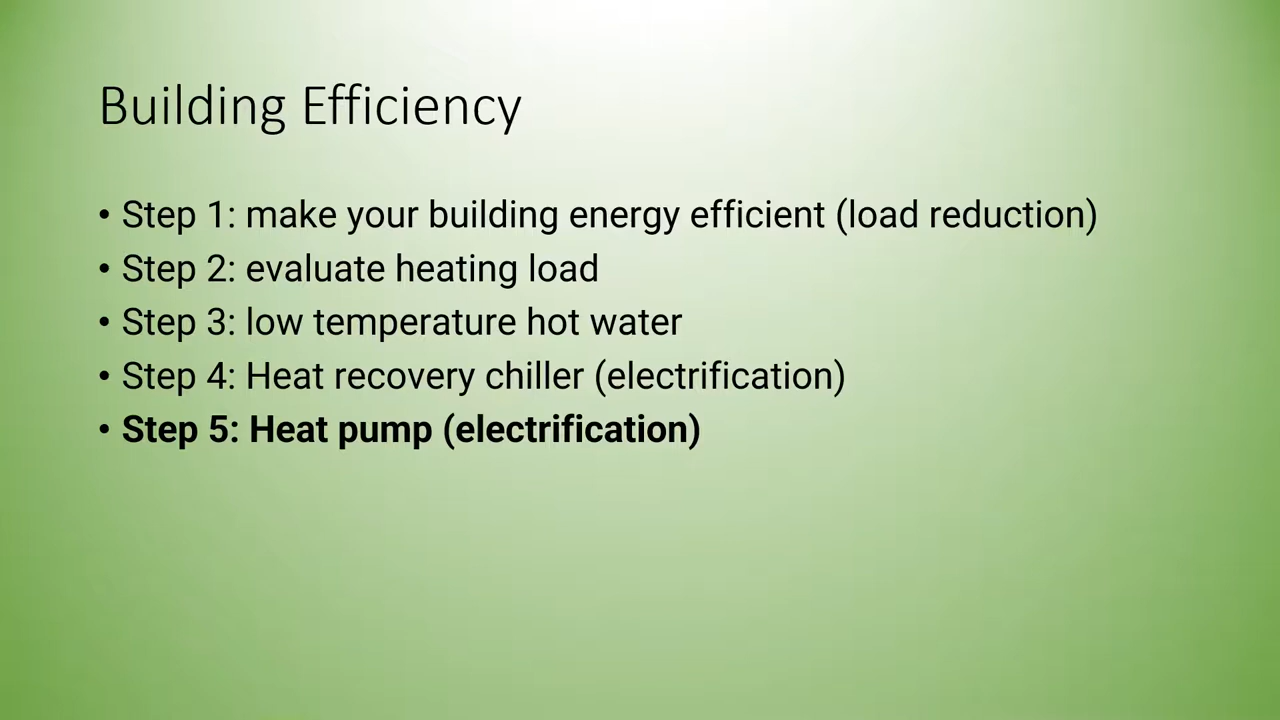 Building Efficiency
• Step 1: make your building energy efficient (load reduction)
• Step 2: evaluate heating load
• Step 3: low temperature hot water
• Step 4: Heat recovery chiller (electrification)
• Step 5: Heat pump (electrification)